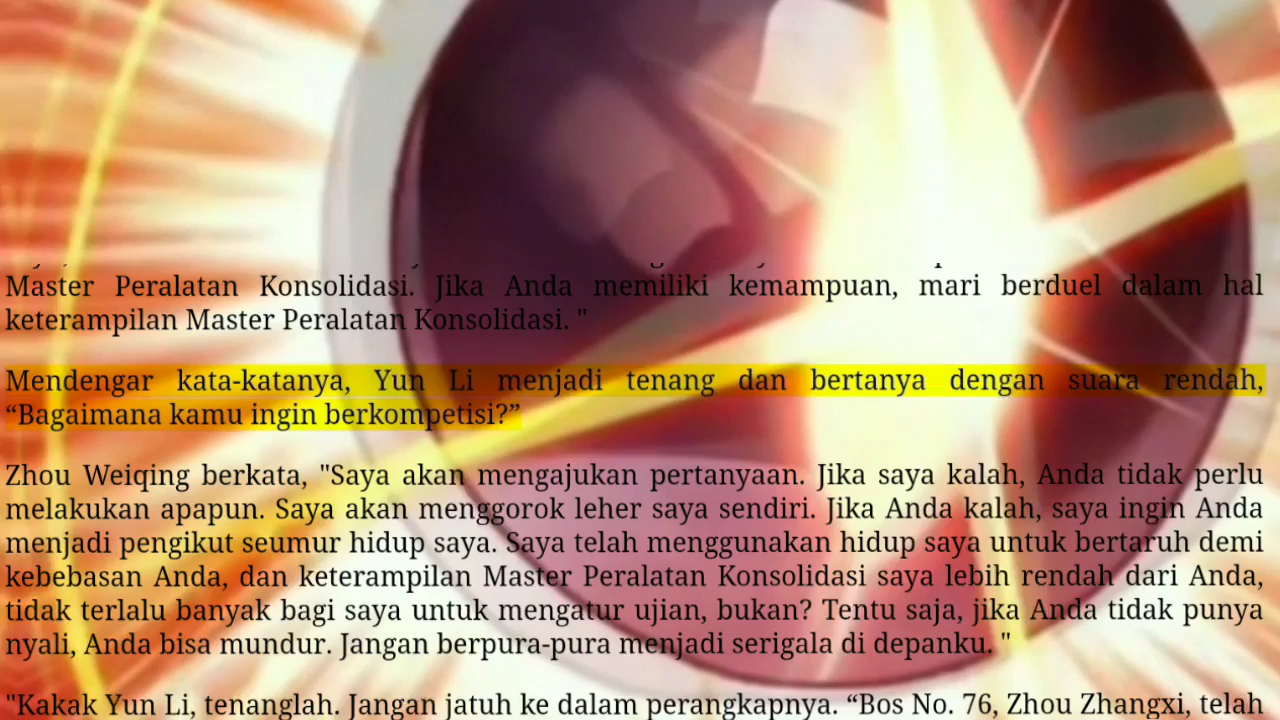 Master Peralatan Konsolidasi. Jika Anda memiliki kemampuan, mari berduel dalam hal
keterampilan Master Peralatan Konsolidasi. "
Mendengar kata-katanya, Yun Li menjadi tenang dan bertanya dengan suara rendah,
“Bagaimana kamu ingin berkompetisi?”
Zhou Weiqing berkata, "Saya akan mengajukan pertanyaan. Jika saya kalah, Anda tidak perlu
melakukan apapun. Saya akan menggorok leher saya sendiri. Jika Anda kalah, saya ingin Anda
menjadi pengikut seumur hidup saya. Saya telah menggunakan hidup saya untuk bertaruh demi
kebebasan Anda, dan keterampilan Master Peralatan Konsolidasi saya lebih rendah dari Anda,
tidak terlalu banyak bagi saya untuk mengatur ujian, bukan? Tentu saja, jika Anda tidak punya
nyali, Anda bisa mundur. Jangan berpura-pura menjadi serigala di depanku. "
"Kakak Yun Li, tenanglah. Jangan jatuh ke dalam perangkapnya. “Bos No. 76, Zhou Zhangxi, telah